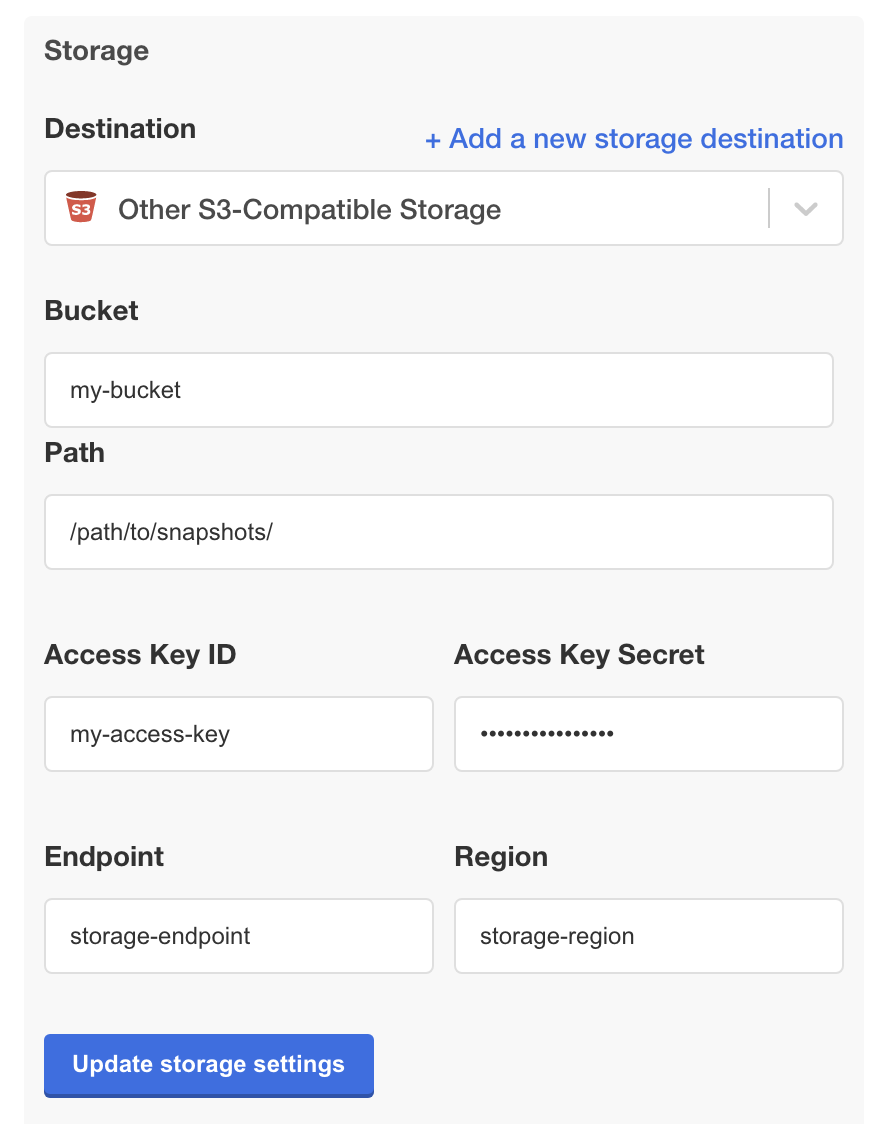 Storage
Destination
+ Add a new storage destination
S3 Other S3-Compatible Storage
Bucket
my-bucket
Path
/path/to/snapshots/
Access Key ID
Access Key Secret
my-access-key
••••••••••••••••
Endpoint
Region
storage-endpoint
storage-region
Update storage settings